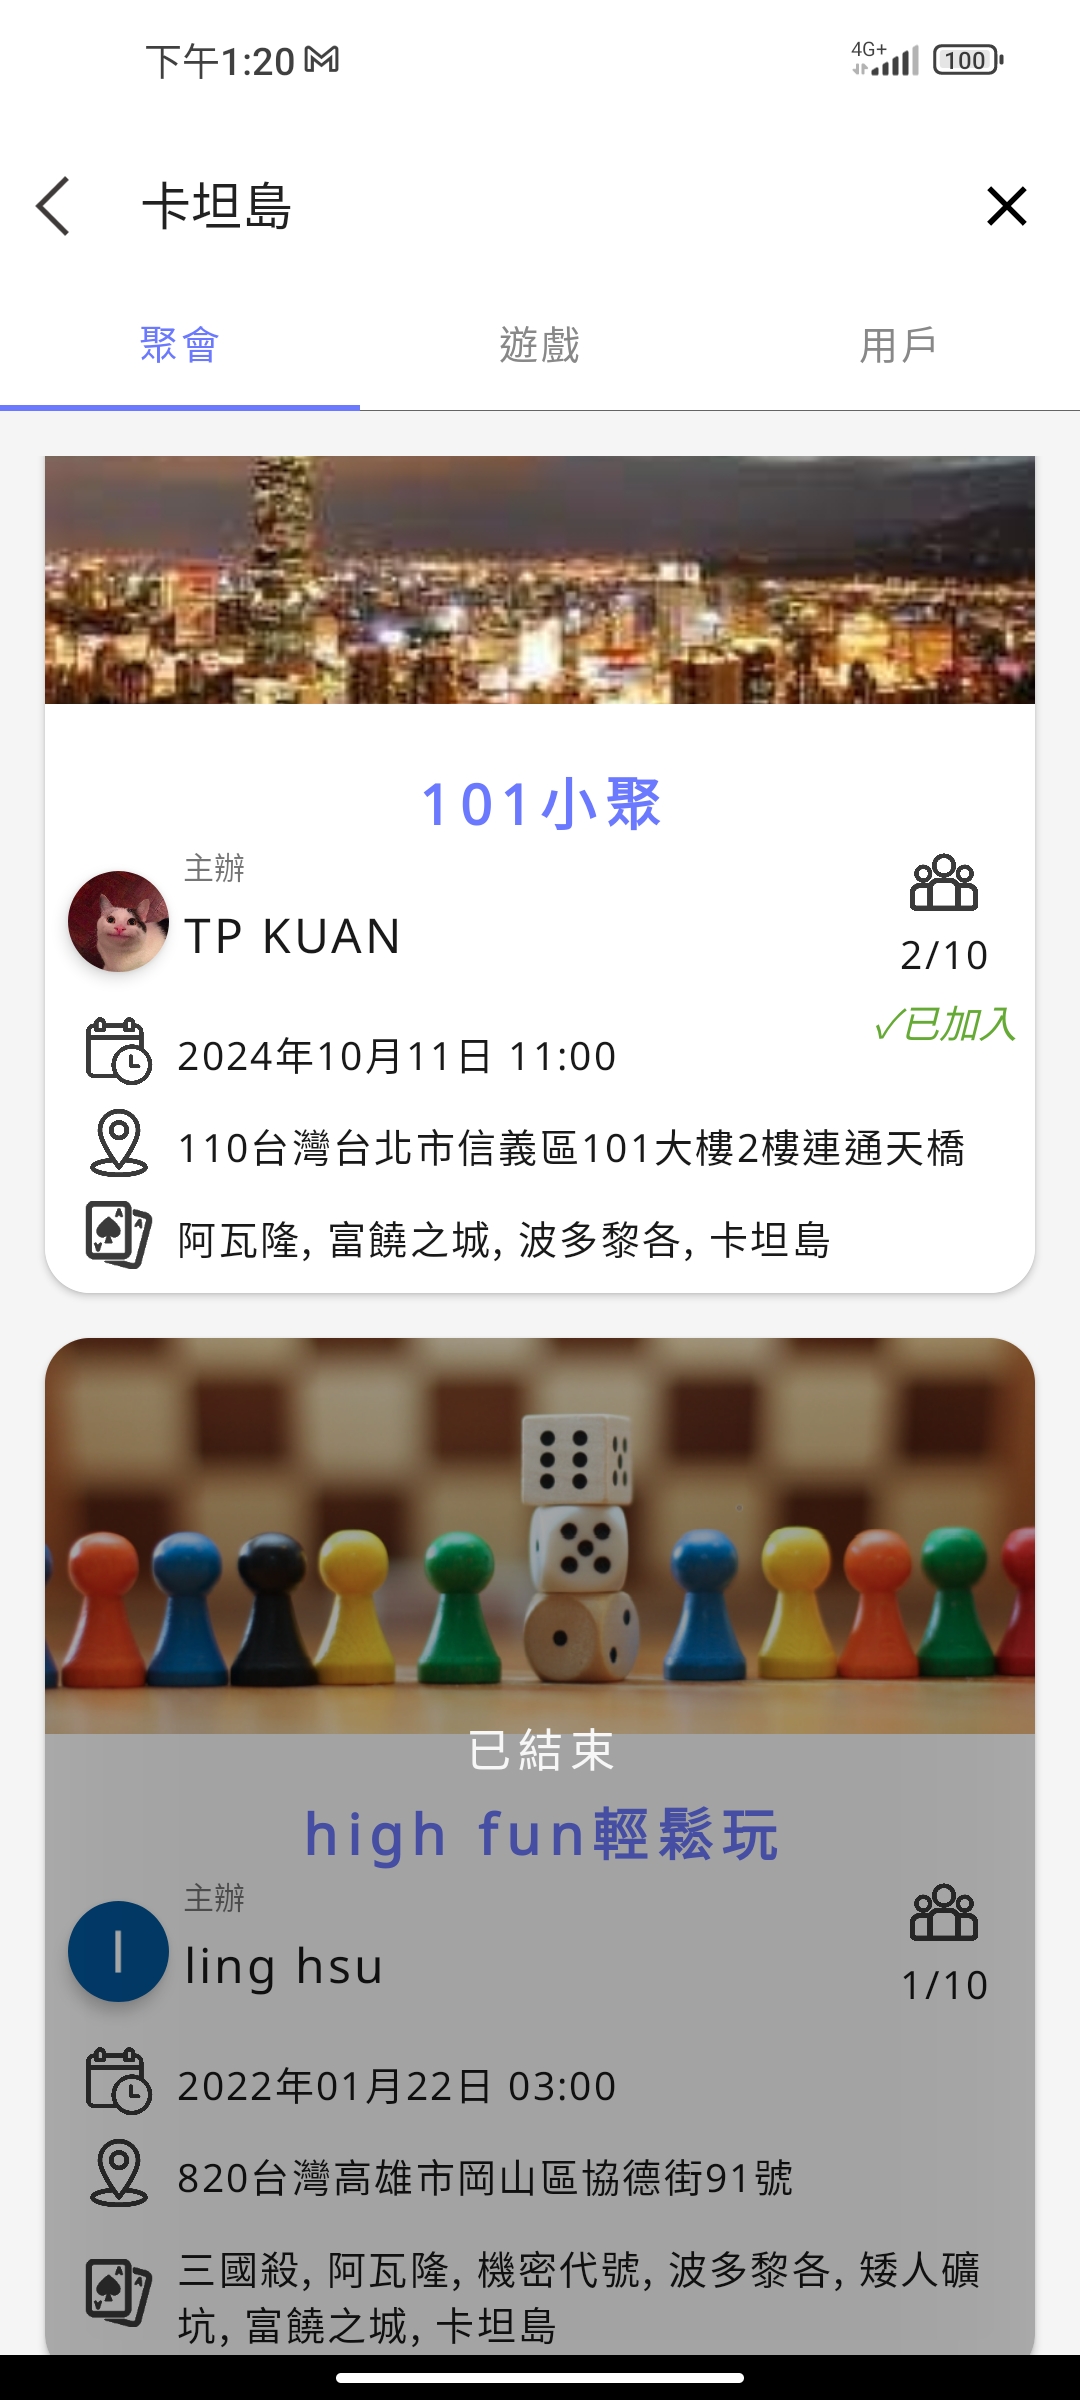 下午1:20
4G+
100
卡坦島
聚會
遊戲
用戶
101小聚
主辦
TP KUAN
2/10
✓已加入
2024年10月11日 11:00
110台灣台北市信義區101大樓2樓連通天橋
阿瓦隆, 富饒之城, 波多黎各, 卡坦島
已結束
high fun輕鬆玩
主辦
l
ling hsu
1/10
2022年01月22日 03:00
820台灣高雄市岡山區協德街91號
三國殺, 阿瓦隆, 機密代號, 波多黎各, 矮人礦
坑, 富饒之城, 卡坦島